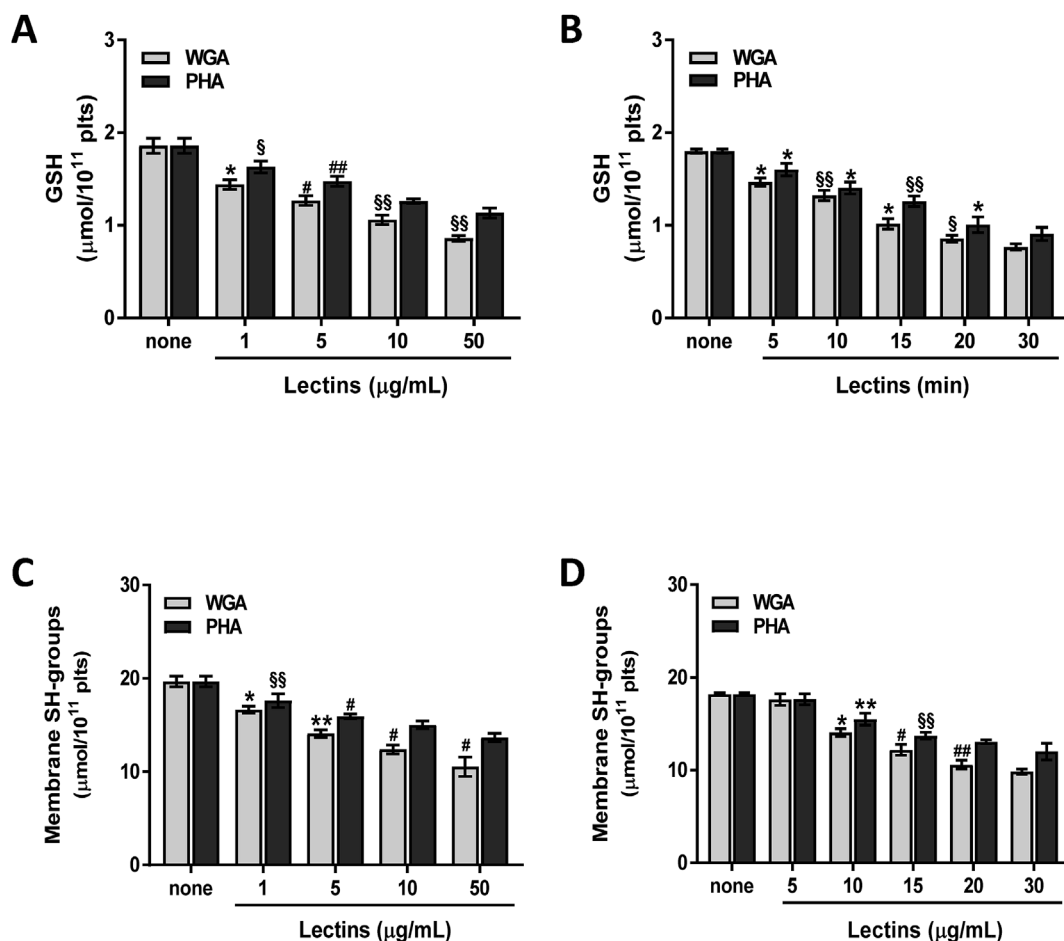 A
GSH
(μmol/10¹¹ plts)
3
2
1
0
WGA
PHA
* § # ## §§ §§
none 1 5 10 50
Lectins (μg/mL)
B
GSH
(μmol/10¹¹ plts)
3
2
1
0
WGA
PHA
* * §§ * * §§ § *
none 5 10 15 20 30
Lectins (min)
C
Membrane SH-groups
(μmol/10¹¹ plts)
30
20
10
0
WGA
PHA
* §§ ** # # #
none 1 5 10 50
Lectins (μg/mL)
D
Membrane SH-groups
(μmol/10¹¹ plts)
30
20
10
0
WGA
PHA
* ** # §§ ##
none 5 10 15 20 30
Lectins (μg/mL)